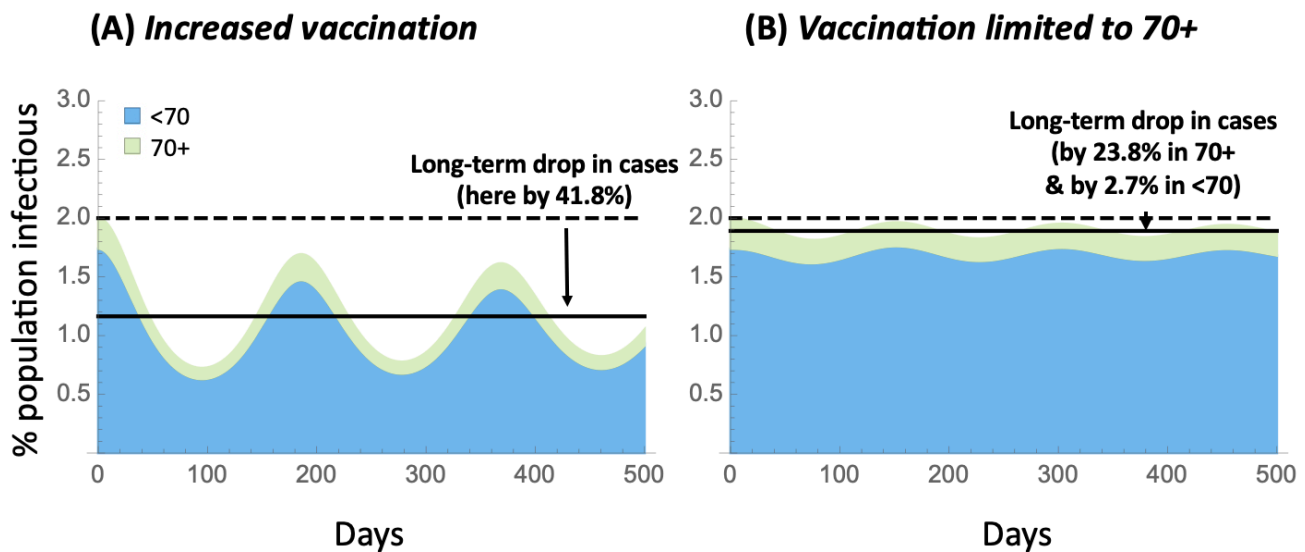 (A) Increased vaccination
(B) Vaccination limited to 70+
% population infectious
3.0
2.5
2.0
1.5
1.0
0.5
<70
70+
Long-term drop in cases
(here by 41.8%)
0
100
200
300
400
500
Days
3.0
2.5
2.0
1.5
1.0
0.5
Long-term drop in cases
(by 23.8% in 70+
& by 2.7% in <70)
0
100
200
300
400
500
Days